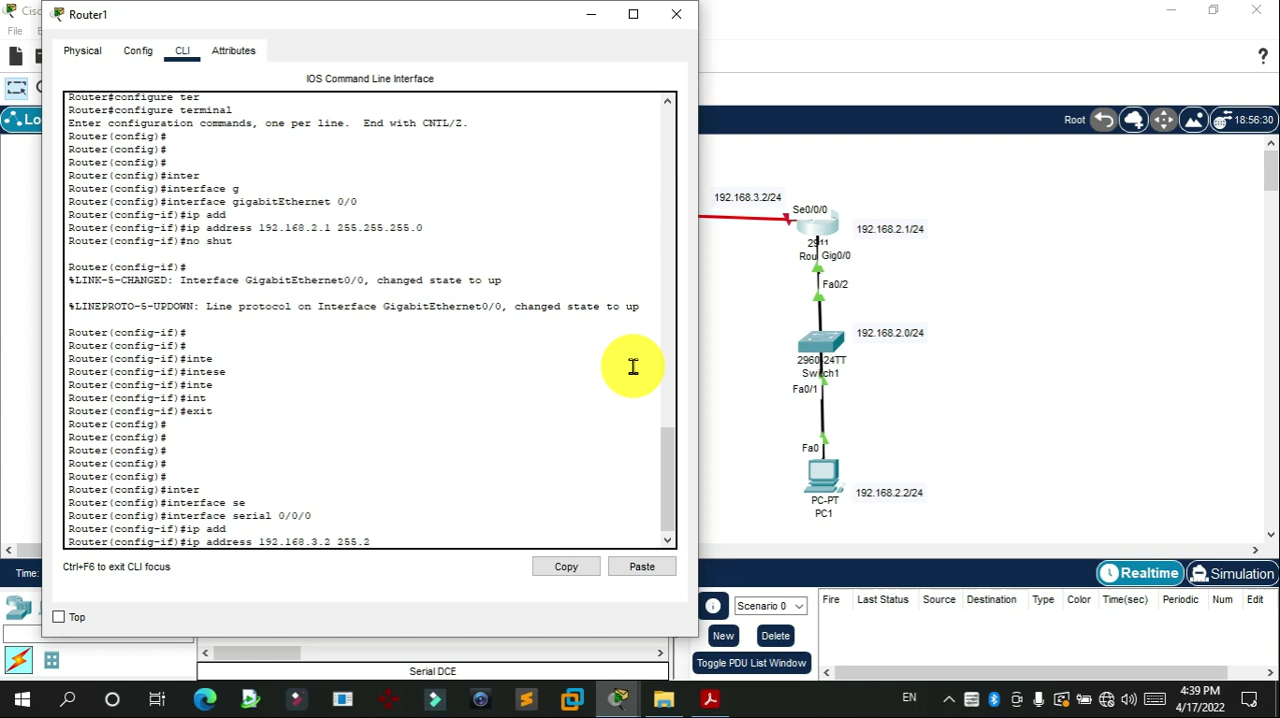 Cisc
Router1
File
Physical
Config
CLI
Attributes
IOS Command Line Interface
Router#configure ter
Router#configure terminal
Enter configuration commands, one per line.  End with CNTL/Z.
Router(config)#
Router(config)#
Router(config)#
Router(config)#inter
Router(config)#interface g
Router(config)#interface gigabitEthernet 0/0
Router(config-if)#ip add
Router(config-if)#ip address 192.168.2.1 255.255.255.0
Router(config-if)#no shut
Router(config-if)#
%LINK-5-CHANGED: Interface GigabitEthernet0/0, changed state to up
%LINEPROTO-5-UPDOWN: Line protocol on Interface GigabitEthernet0/0, changed state to up
Router(config-if)#
Router(config-if)#
Router(config-if)#inte
Router(config-if)#intese
Router(config-if)#inte
Router(config-if)#int
Router(config-if)#exit
Router(config)#
Router(config)#
Router(config)#
Router(config)#
Router(config)#
Router(config)#inter
Router(config)#interface se
Router(config)#interface serial 0/0/0
Router(config-if)#ip add
Router(config-if)#ip address 192.168.3.2 255.2
Ctrl+F6 to exit CLI focus
Copy
Paste
Top
Lo
Root
18:56:30
192.168.3.2/24
Se0/0/0
192.168.2.1/24
2911
Rou Gig0/0
Fa0/2
192.168.2.0/24
2960-24TT
Switch1
Fa0/1
Fa0
192.168.2.2/24
PC-PT
PC1
Time:
Realtime
Simulation
Scenario 0
New
Delete
Toggle PDU List Window
Fire
Last Status
Source
Destination
Type
Color
Time(sec)
Periodic
Num
Edit
Serial DCE
EN
4:39 PM
4/17/2022